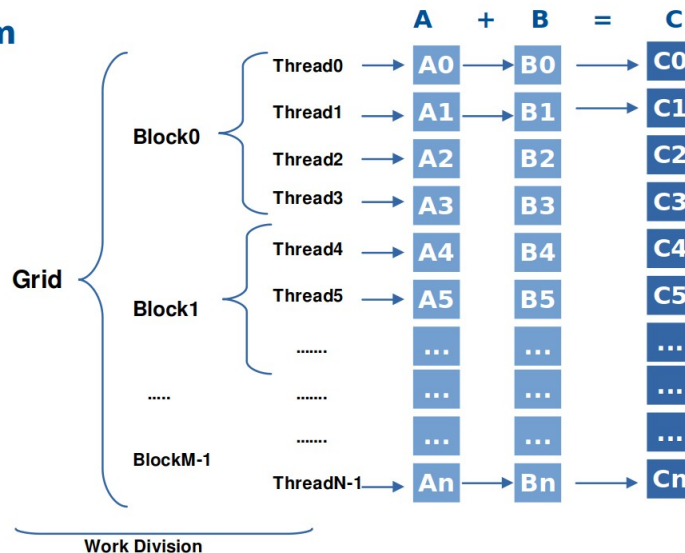 m
A + B = C
Thread0 A0 B0 C0
Thread1 A1 B1 C1
Block0
Thread2 A2 B2 C2
Thread3 A3 B3 C3
Thread4 A4 B4 C4
Grid
Thread5 A5 B5 C5
Block1
....... ... ... ...
..... ....... ... ... ...
....... ... ... ...
BlockM-1
ThreadN-1 An Bn Cn
Work Division